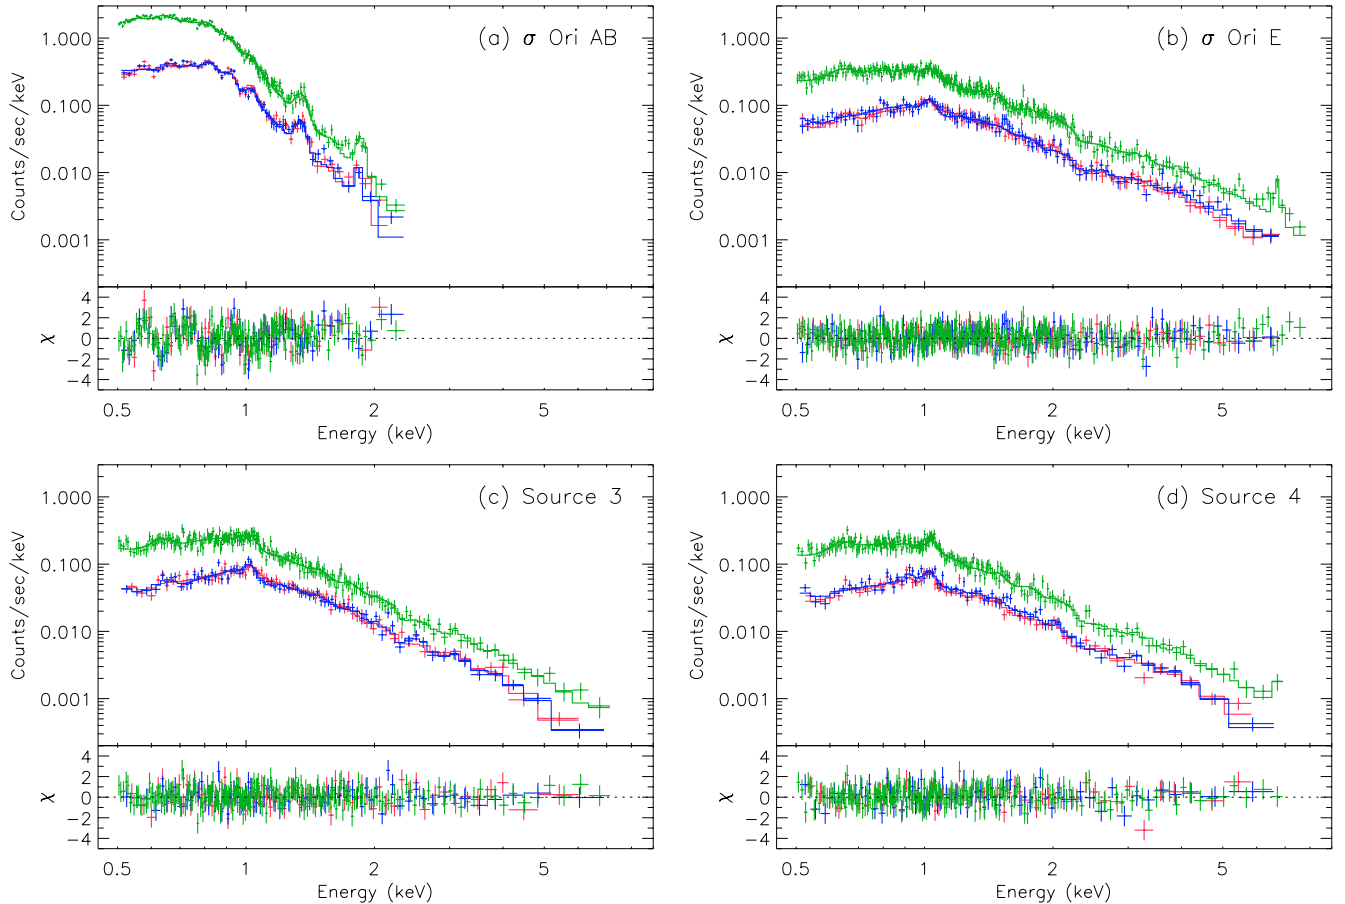 (a) σ Ori AB
1.000
0.100
0.010
0.001
Counts/sec/keV
4
2
0
−2
−4
χ
0.5 1 2 5
Energy (keV)
(b) σ Ori E
1.000
0.100
0.010
0.001
Counts/sec/keV
4
2
0
−2
−4
χ
0.5 1 2 5
Energy (keV)
(c) Source 3
1.000
0.100
0.010
0.001
Counts/sec/keV
4
2
0
−2
−4
χ
0.5 1 2 5
Energy (keV)
(d) Source 4
1.000
0.100
0.010
0.001
Counts/sec/keV
4
2
0
−2
−4
χ
0.5 1 2 5
Energy (keV)